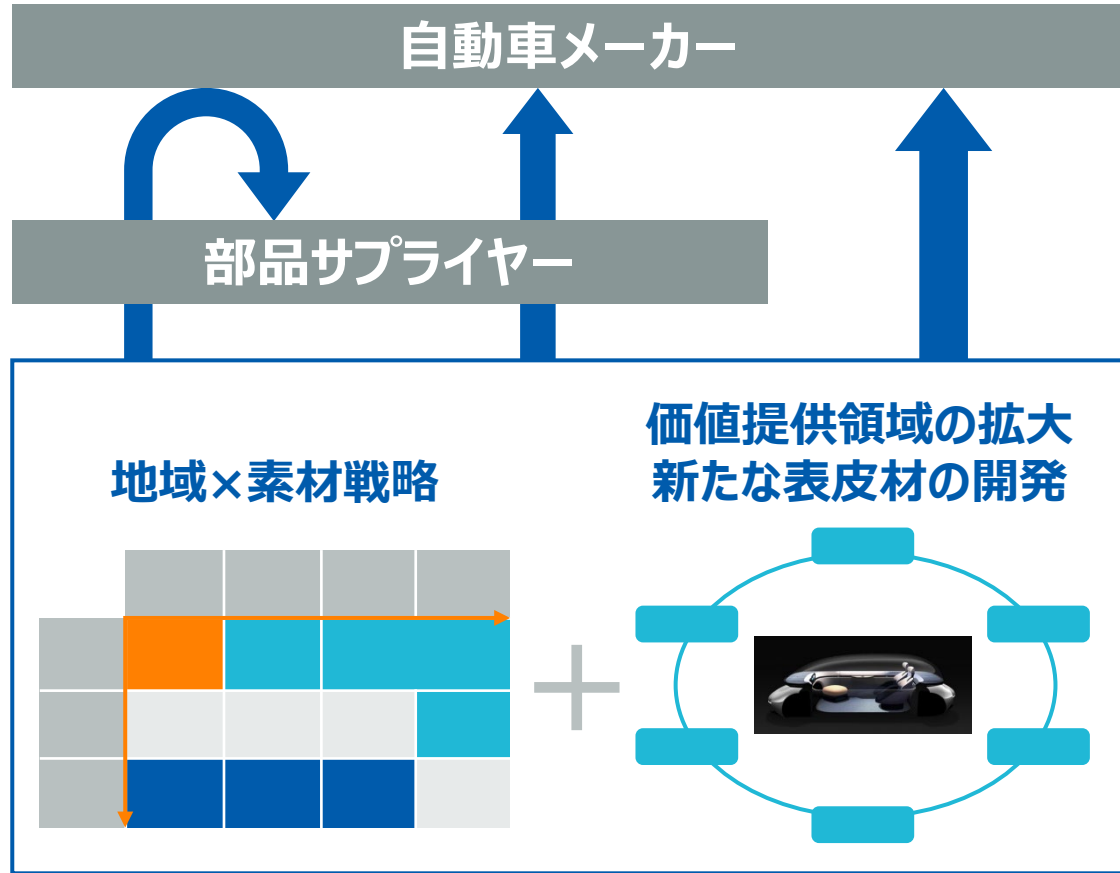 自動車メーカー
部品サプライヤー
地域×素材戦略
価値提供領域の拡大
新たな表皮材の開発